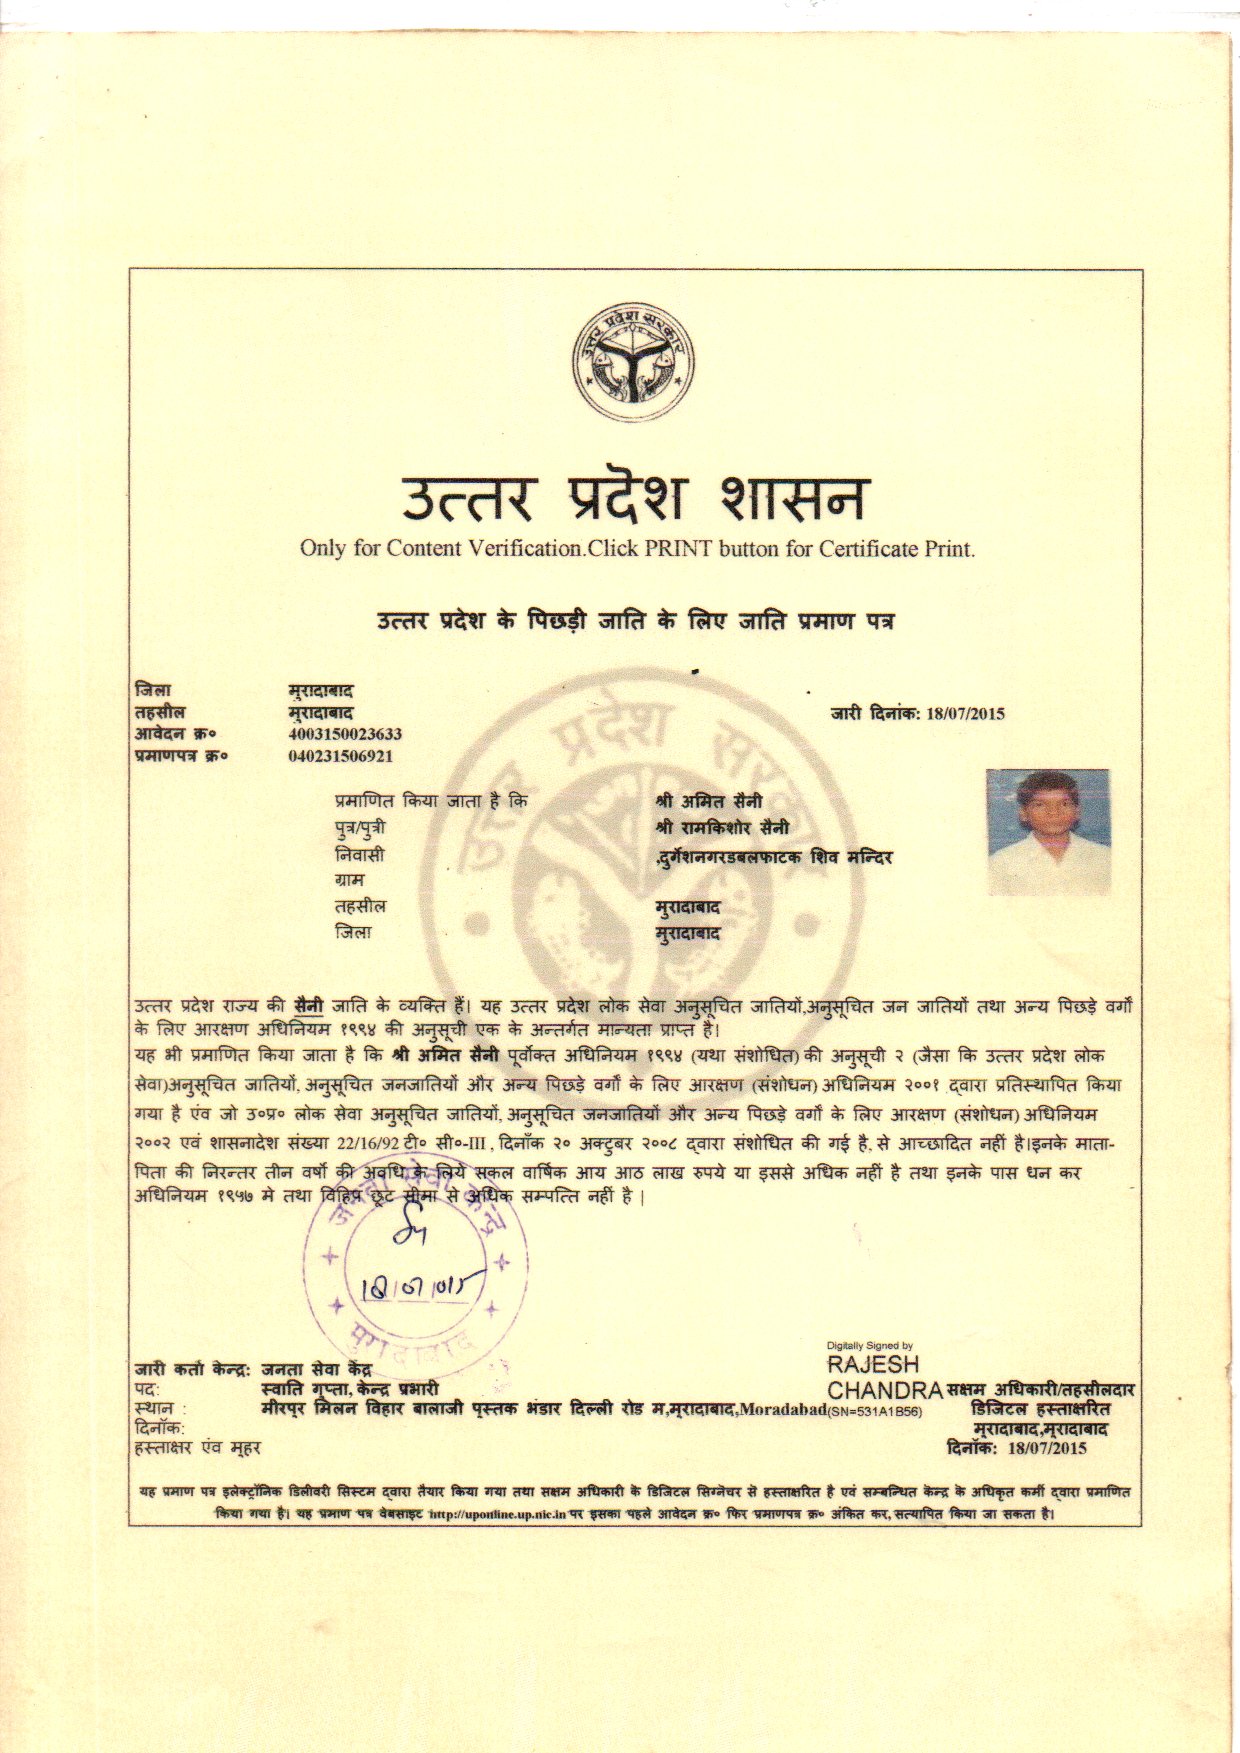 उत्तर प्रदेश सरकार
उत्तर प्रदेश शासन
Only for Content Verification.Click PRINT button for Certificate Print.
उत्तर प्रदेश के पिछड़ी जाति के लिए जाति प्रमाण पत्र
जिला मुरादाबाद
तहसील मुरादाबाद जारी दिनांक: 18/07/2015
आवेदन क्र० 4003150023633
प्रमाणपत्र क्र० 040231506921
उत्तर प्रदेश सरकार
प्रमाणित किया जाता है कि श्री अमित सैनी
पुत्र/पुत्री श्री रामकिशोर सैनी
निवासी ,दुर्गेशनगरडबलफाटक शिव मन्दिर
ग्राम
तहसील मुरादाबाद
जिला मुरादाबाद
उत्तर प्रदेश राज्य की सैनी जाति के व्यक्ति हैं। यह उत्तर प्रदेश लोक सेवा अनुसूचित जातियों,अनुसूचित जन जातियों तथा अन्य पिछड़े वर्गों
के लिए आरक्षण अधिनियम १९९४ की अनुसूची एक के अन्तर्गत मान्यता प्राप्त है।
यह भी प्रमाणित किया जाता है कि श्री अमित सैनी पूर्वोक्त अधिनियम १९९४ (यथा संशोधित) की अनुसूची २ (जैसा कि उत्तर प्रदेश लोक
सेवा)अनुसूचित जातियों, अनुसूचित जनजातियों और अन्य पिछड़े वर्गों के लिए आरक्षण (संशोधन) अधिनियम २००१ द्वारा प्रतिस्थापित किया
गया है एंव जो उ०प्र० लोक सेवा अनुसूचित जातियों, अनुसूचित जनजातियों और अन्य पिछड़े वर्गों के लिए आरक्षण (संशोधन) अधिनियम
२००२ एवं शासनादेश संख्या 22/16/92 टी० सी०-III , दिनाँक २० अक्टुबर २००८ द्वारा संशोधित की गई है, से आच्छादित नहीं है।इनके माता-
पिता की निरन्तर तीन वर्षो की अवधि के लिये सकल वार्षिक आय आठ लाख रुपये या इससे अधिक नहीं है तथा इनके पास धन कर
अधिनियम १९५७ मे तथा विहिप छूट सीमा से अधिक सम्पत्ति नहीं है |
जनता सेवा केन्द्र
मुरादाबाद
Digitally Signed by
RAJESH
जारी कर्ता केन्द्र: जनता सेवा केंद्र
पद: स्वाति गुप्ता, केन्द्र प्रभारी CHANDRA सक्षम अधिकारी/तहसीलदार
स्थान : मीरपुर मिलन विहार बालाजी पुस्तक भंडार दिल्ली रोड म,मुरादाबाद,Moradabad (SN=531A1B56) डिजिटल हस्ताक्षरित
दिनाँक: मुरादाबाद,मुरादाबाद
हस्ताक्षर एंव मुहर दिनाँक: 18/07/2015
यह प्रमाण पत्र इलेक्ट्रॉनिक डिलीवरी सिस्टम द्वारा तैयार किया गया तथा सक्षम अधिकारी के डिजिटल सिग्नेचर से हस्ताक्षरित है एवं सम्बन्धित केन्द्र के अधिकृत कर्मी द्वारा प्रमाणित
किया गया है। यह प्रमाण पत्र वेबसाइट http://uponline.up.nic.in पर इसका पहले आवेदन क्र० फिर प्रमाणपत्र क्र० अंकित कर, सत्यापित किया जा सकता है।